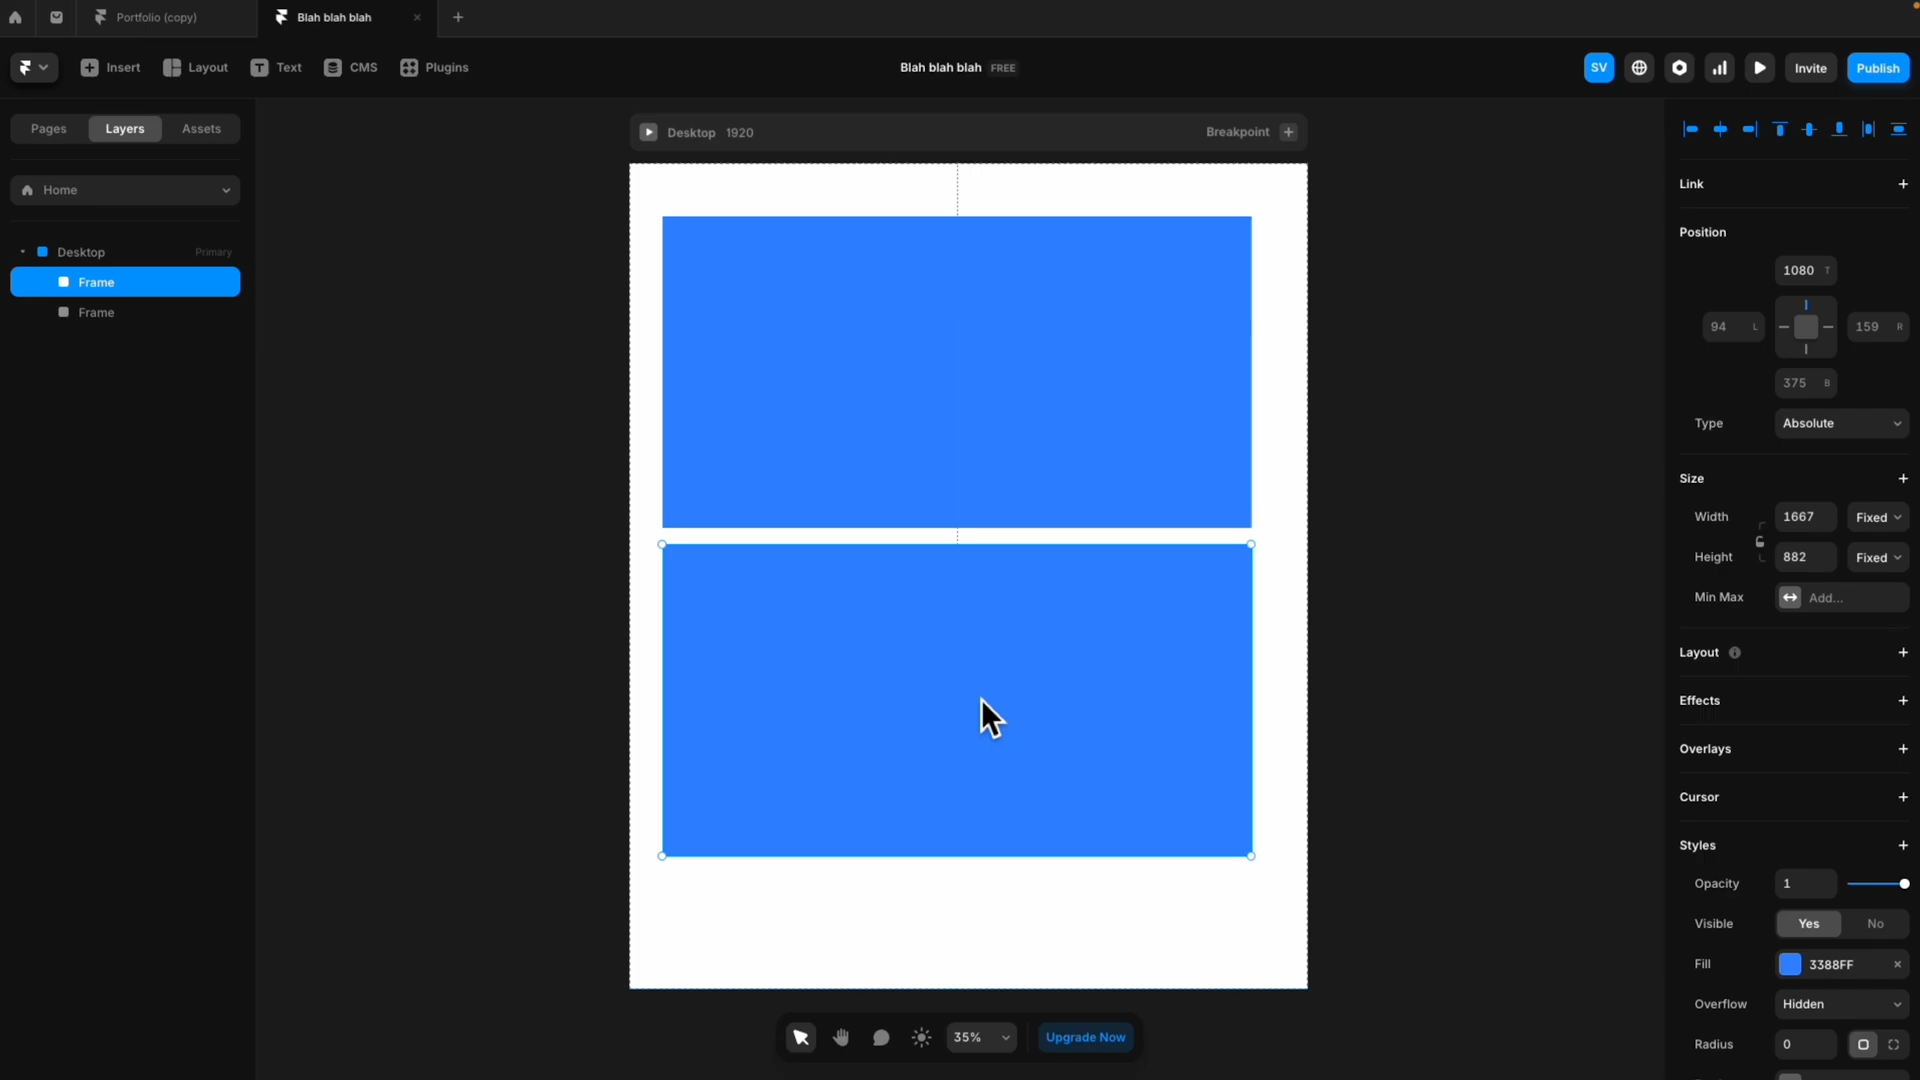 Portfolio (copy)
Blah blah blah
Insert
Layout
Text
CMS
Plugins
Blah blah blah FREE
SV
Invite
Publish
Pages
Layers
Assets
Home
Desktop Primary
Frame
Frame
Desktop 1920
Breakpoint
Link
Position
1080 T
94 L
159 R
375 B
Type Absolute
Size
Width 1667 Fixed
Height 882 Fixed
Min Max Add...
Layout
Effects
Overlays
Cursor
Styles
Opacity 1
Visible Yes No
Fill 3388FF
Overflow Hidden
Radius 0
35%
Upgrade Now